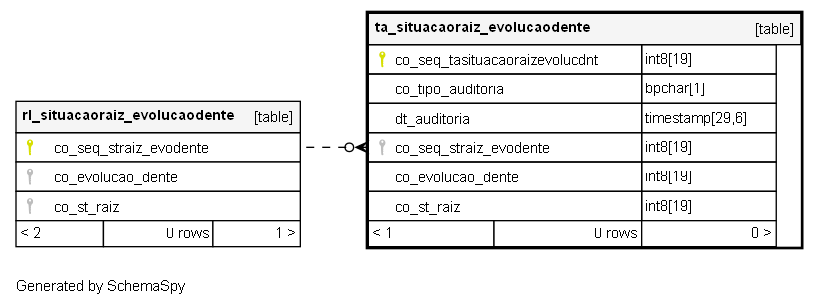 ta_situacaoraiz_evolucaodente [table]
co_seq_tasituacaoraizevolucdnt int8[19]
co_tipo_auditoria bpchar[1]
dt_auditoria timestamp[29,6]
co_seq_straiz_evodente int8[19]
co_evolucao_dente int8[19]
co_st_raiz int8[19]
< 1 0 rows 0 >
rl_situacaoraiz_evolucaodente [table]
co_seq_straiz_evodente
co_evolucao_dente
co_st_raiz
< 2 0 rows 1 >
Generated by SchemaSpy